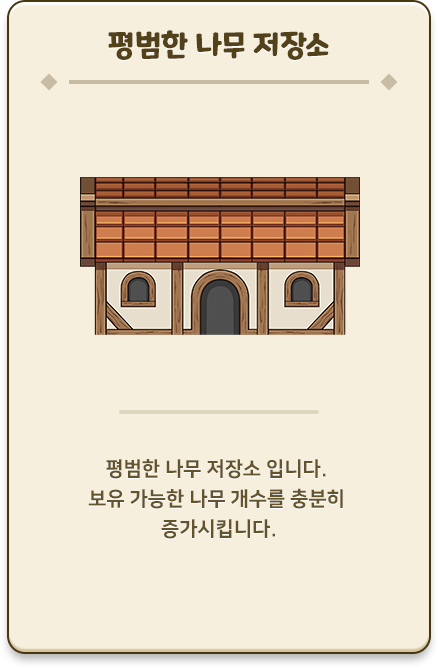 평범한 나무 저장소
평범한 나무 저장소 입니다.
보유 가능한 나무 개수를 충분히
증가시킵니다.